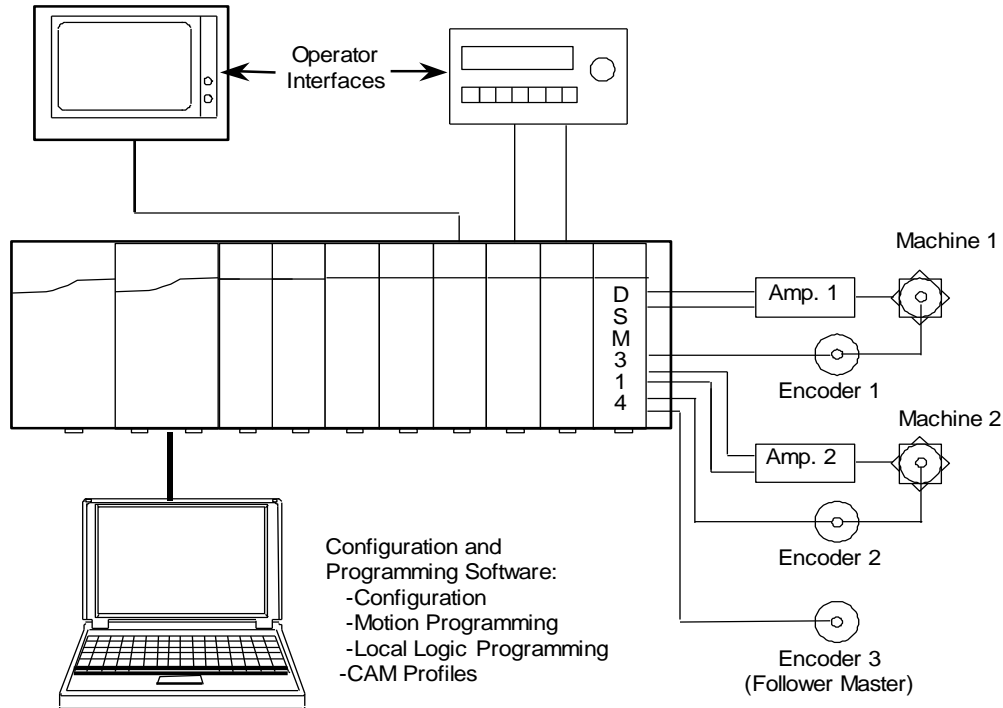 Operator
Interfaces
Machine 1
D
S
M
3
1
4
Amp. 1
Encoder 1
Machine 2
Amp. 2
Encoder 2
Configuration and
Programming Software:
-Configuration
-Motion Programming
-Local Logic Programming
-CAM Profiles
Encoder 3
(Follower Master)